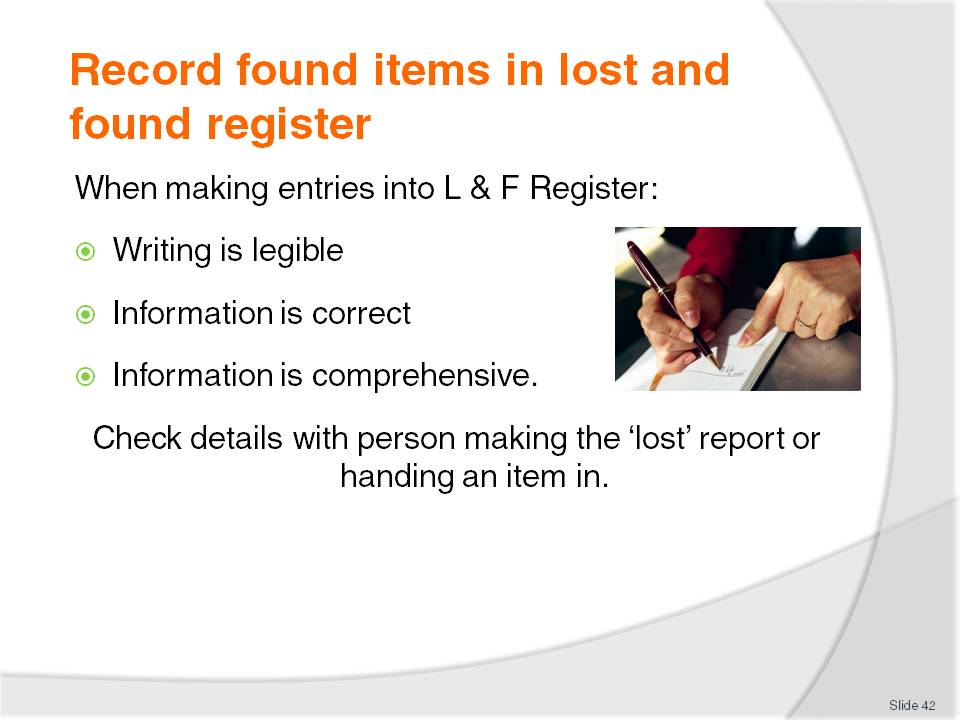 Record found items in lost and
found register
When making entries into L & F Register:
Writing is legible
Information is correct
Information is comprehensive.
Check details with person making the ‘lost’ report or
handing an item in.
Slide 42